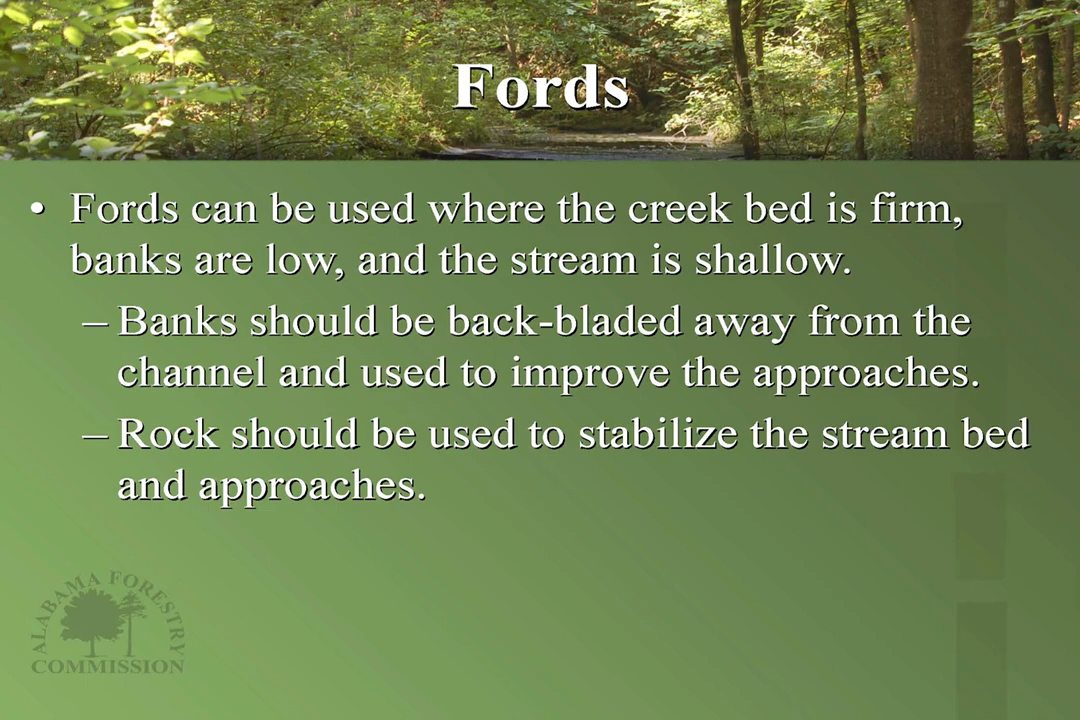 Fords
• Fords can be used where the creek bed is firm,
banks are low, and the stream is shallow.
– Banks should be back-bladed away from the
channel and used to improve the approaches.
– Rock should be used to stabilize the stream bed
and approaches.
ALABAMA FORESTRY
COMMISSION